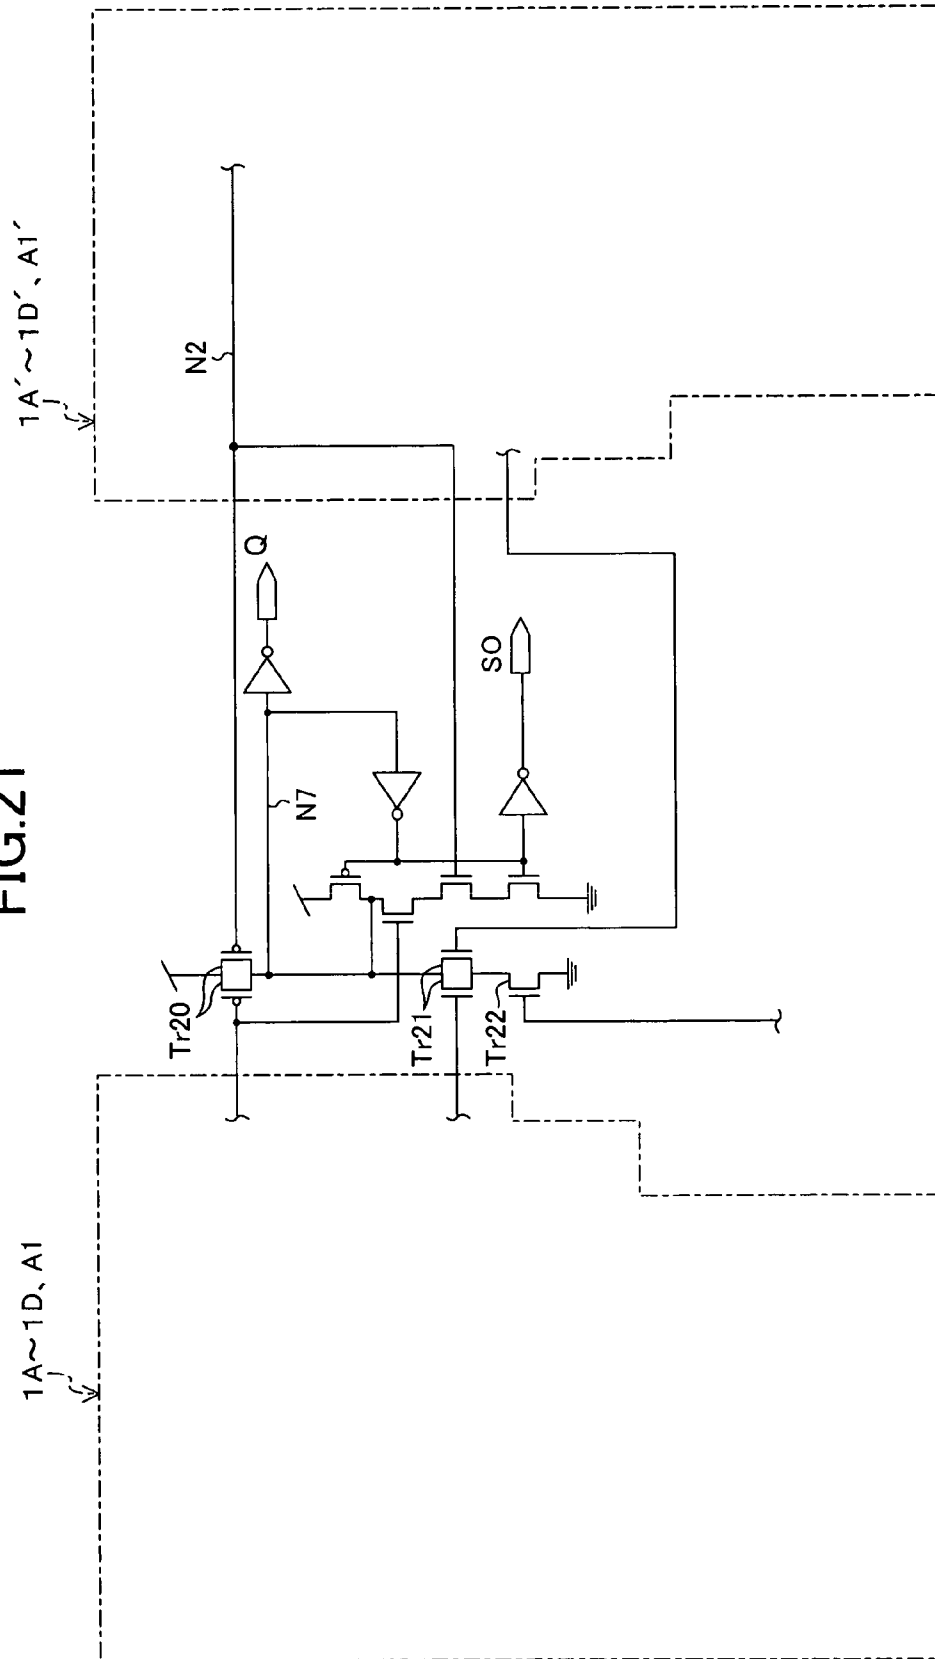 FIG.21
1A~1D、A1
1A´~1D´、A1´
Tr20
Q
N2
N7
Tr21
Tr22
SO